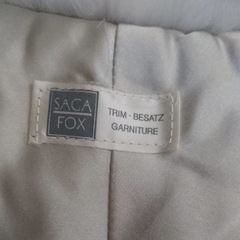 SAGA
FOX
TRIM - BESATZ
GARNITURE